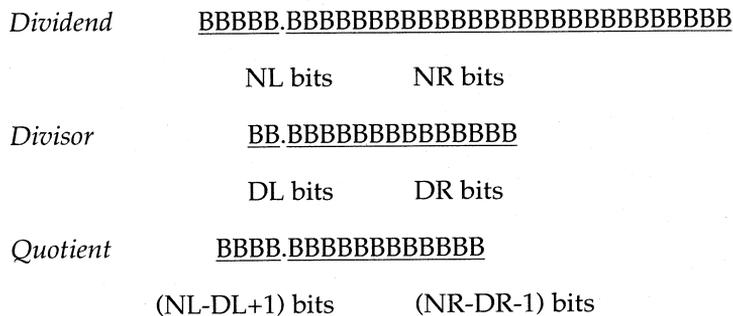 Dividend BBBBB.BBBBBBBBBBBBBBBBBBBBBBBBBBB
NL bits NR bits
Divisor BB.BBBBBBBBBBBBBB
DL bits DR bits
Quotient BBBB.BBBBBBBBBBBB
(NL-DL+1) bits (NR-DR-1) bits